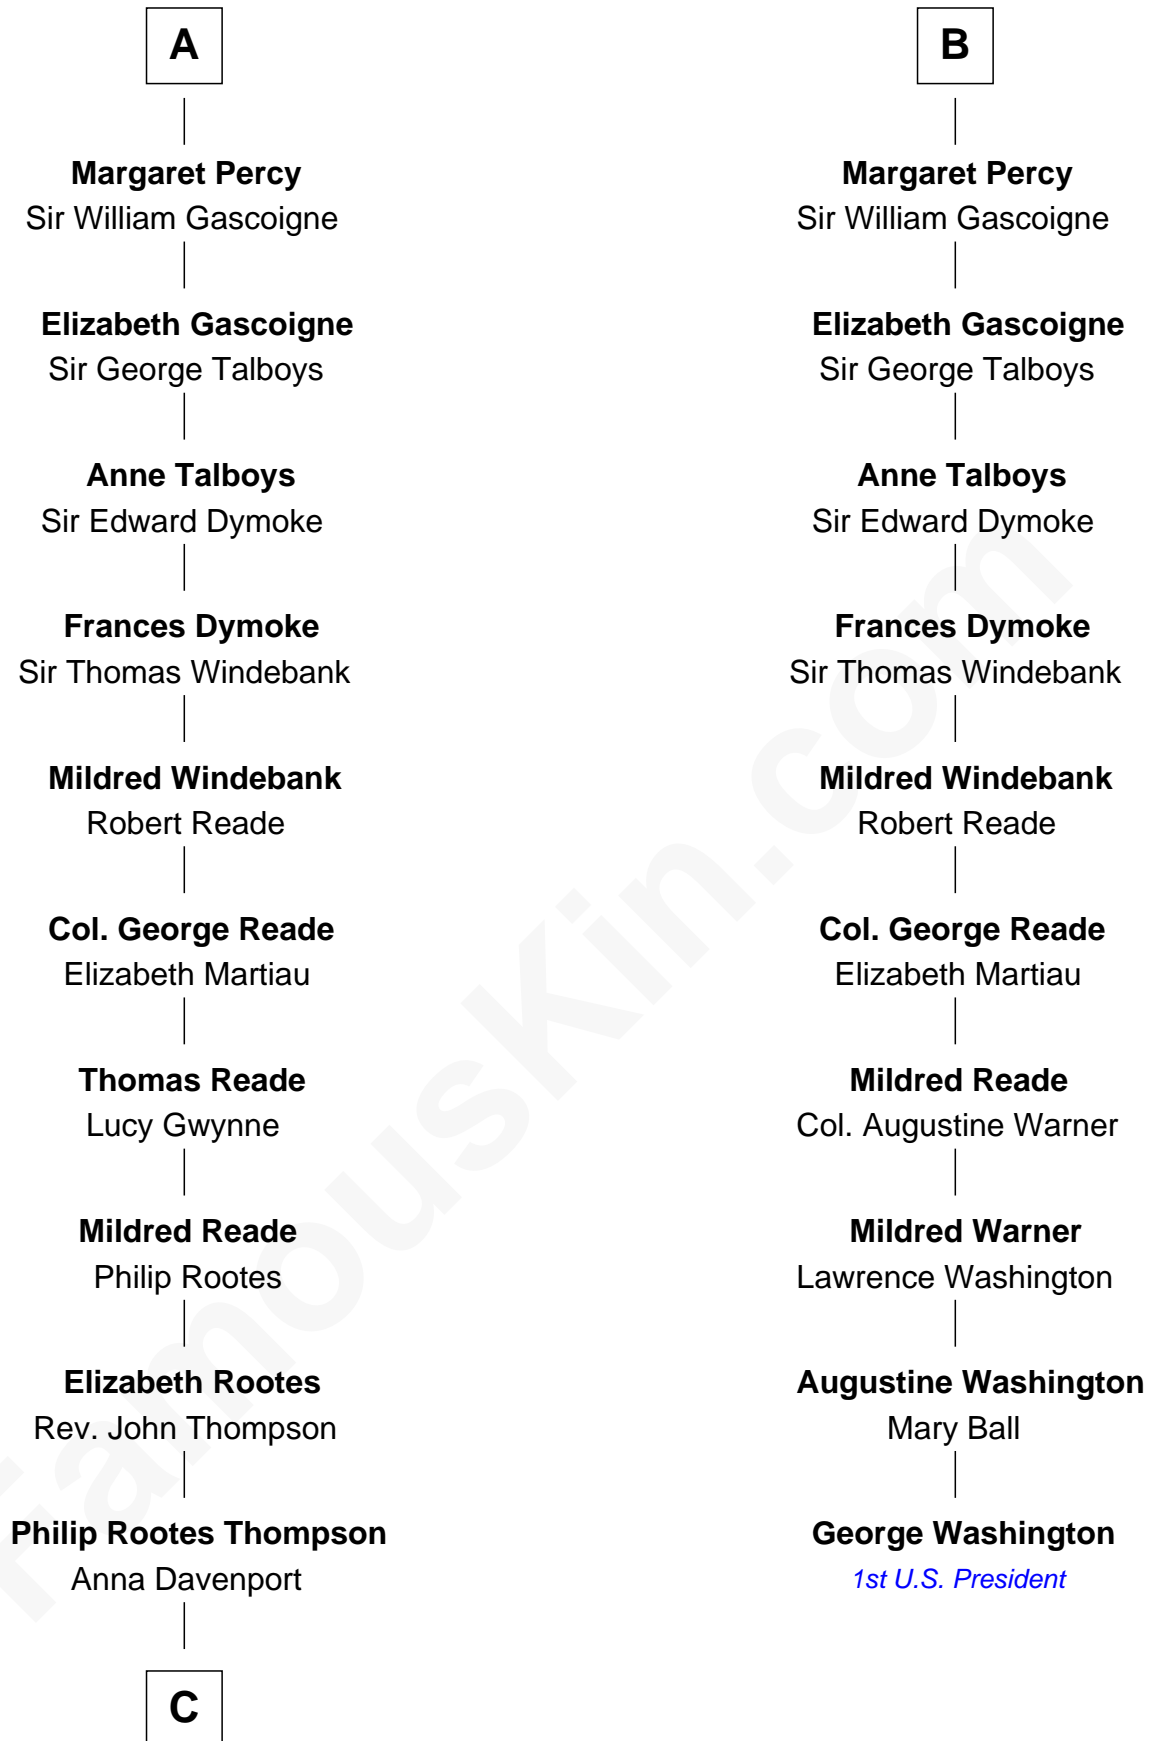 A
Margaret Percy
Sir William Gascoigne
Elizabeth Gascoigne
Sir George Talboys
Anne Talboys
Sir Edward Dymoke
Frances Dymoke
Sir Thomas Windebank
Mildred Windebank
Robert Reade
Col. George Reade
Elizabeth Martiau
Thomas Reade
Lucy Gwynne
Mildred Reade
Philip Rootes
Elizabeth Rootes
Rev. John Thompson
Philip Rootes Thompson
Anna Davenport
C
B
Margaret Percy
Sir William Gascoigne
Elizabeth Gascoigne
Sir George Talboys
Anne Talboys
Sir Edward Dymoke
Frances Dymoke
Sir Thomas Windebank
Mildred Windebank
Robert Reade
Col. George Reade
Elizabeth Martiau
Mildred Reade
Col. Augustine Warner
Mildred Warner
Lawrence Washington
Augustine Washington
Mary Ball
George Washington
1st U.S. President
FamousKin.com